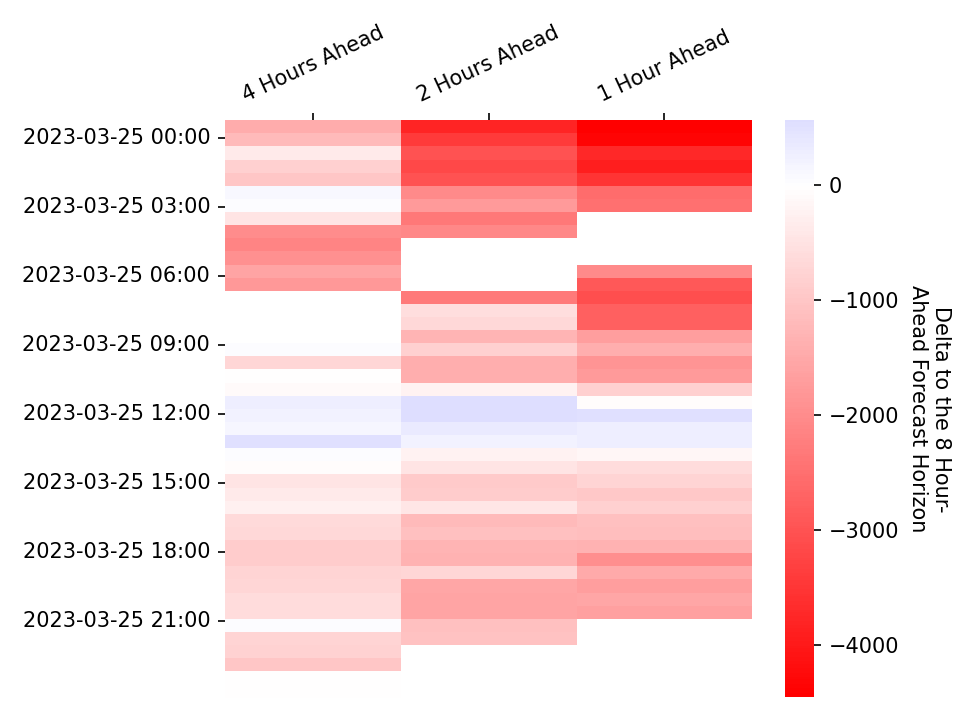 4 Hours Ahead
2 Hours Ahead
1 Hour Ahead
2023-03-25 00:00
2023-03-25 03:00
2023-03-25 06:00
2023-03-25 09:00
2023-03-25 12:00
2023-03-25 15:00
2023-03-25 18:00
2023-03-25 21:00
0
−1000
−2000
−3000
−4000
Delta to the 8 Hour-
Ahead Forecast Horizon